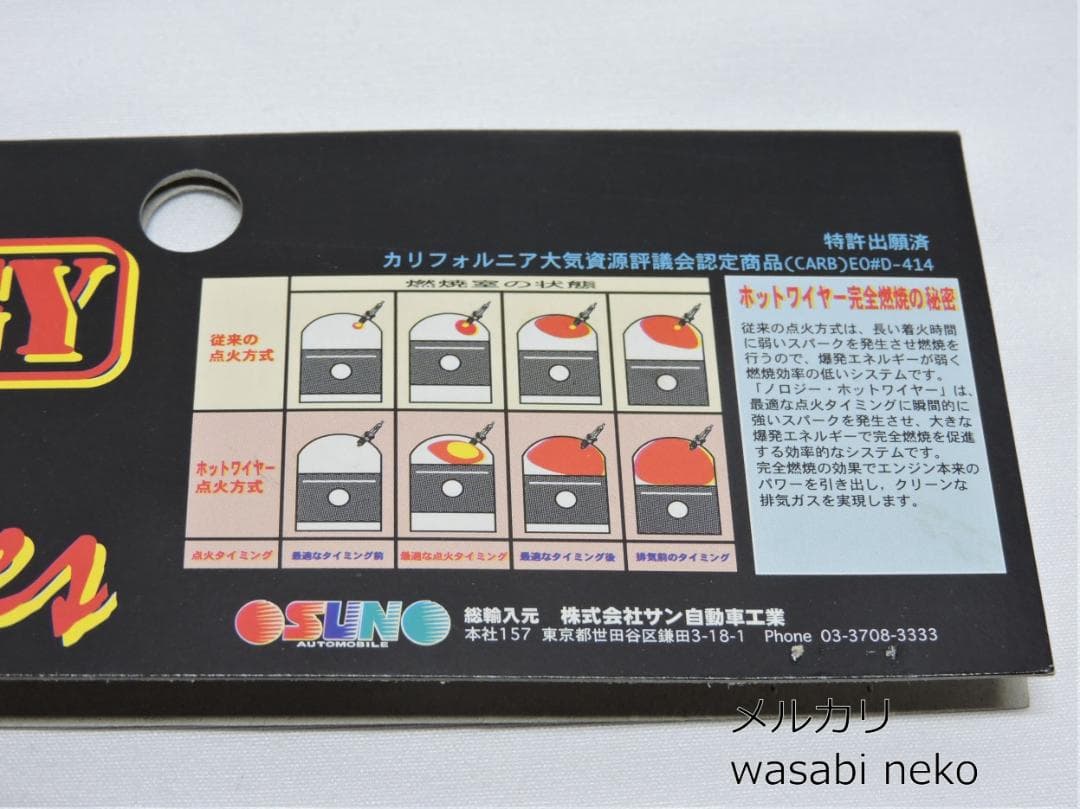 GY
特許出願済
カリフォルニア大気資源評議会認定商品(CARB)EO#D-414
燃焼室の状態
従来の
点火方式
ホットワイヤー
点火方式
点火タイミング 最適なタイミング前 最適な点火タイミング 最適なタイミング後 排気前のタイミング
ホットワイヤー完全燃焼の秘密
従来の点火方式は、長い着火時間
に弱いスパークを発生させ燃焼を
行うので、爆発エネルギーが弱く
燃焼効率の低いシステムです。
「ノロジー・ホットワイヤー」は、
最適な点火タイミングに瞬間的に
強いスパークを発生させ、大きな
爆発エネルギーで完全燃焼を促進
する効率的なシステムです。
完全燃焼の効果でエンジン本来の
パワーを引き出し、クリーンな
排気ガスを実現します。
es
SUN
AUTOMOBILE
総輸入元 株式会社サン自動車工業
本社157 東京都世田谷区鎌田3-18-1 Phone 03-3708-3333
メルカリ
wasabi neko